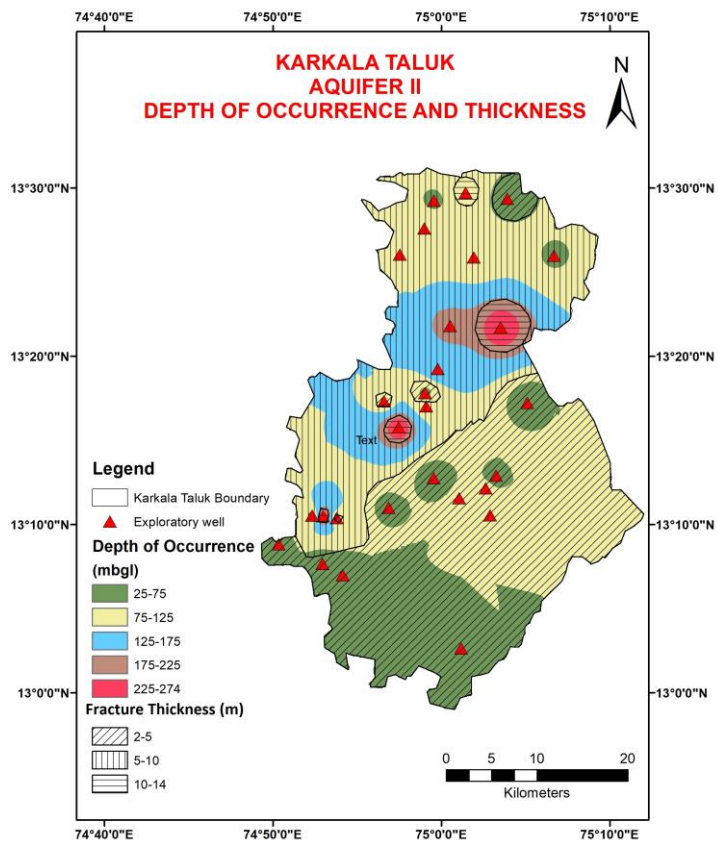 74°40'0"E 74°50'0"E 75°0'0"E 75°10'0"E
KARKALA TALUK
AQUIFER II
DEPTH OF OCCURRENCE AND THICKNESS
N
13°30'0"N 13°30'0"N
13°20'0"N 13°20'0"N
Text
Legend
Karkala Taluk Boundary
Exploratory well
13°10'0"N 13°10'0"N
Depth of Occurrence
(mbgl)
25-75
75-125
125-175
175-225
225-274
13°0'0"N 13°0'0"N
Fracture Thickness (m)
2-5
5-10
10-14
0 5 10 20
Kilometers
74°40'0"E 74°50'0"E 75°0'0"E 75°10'0"E